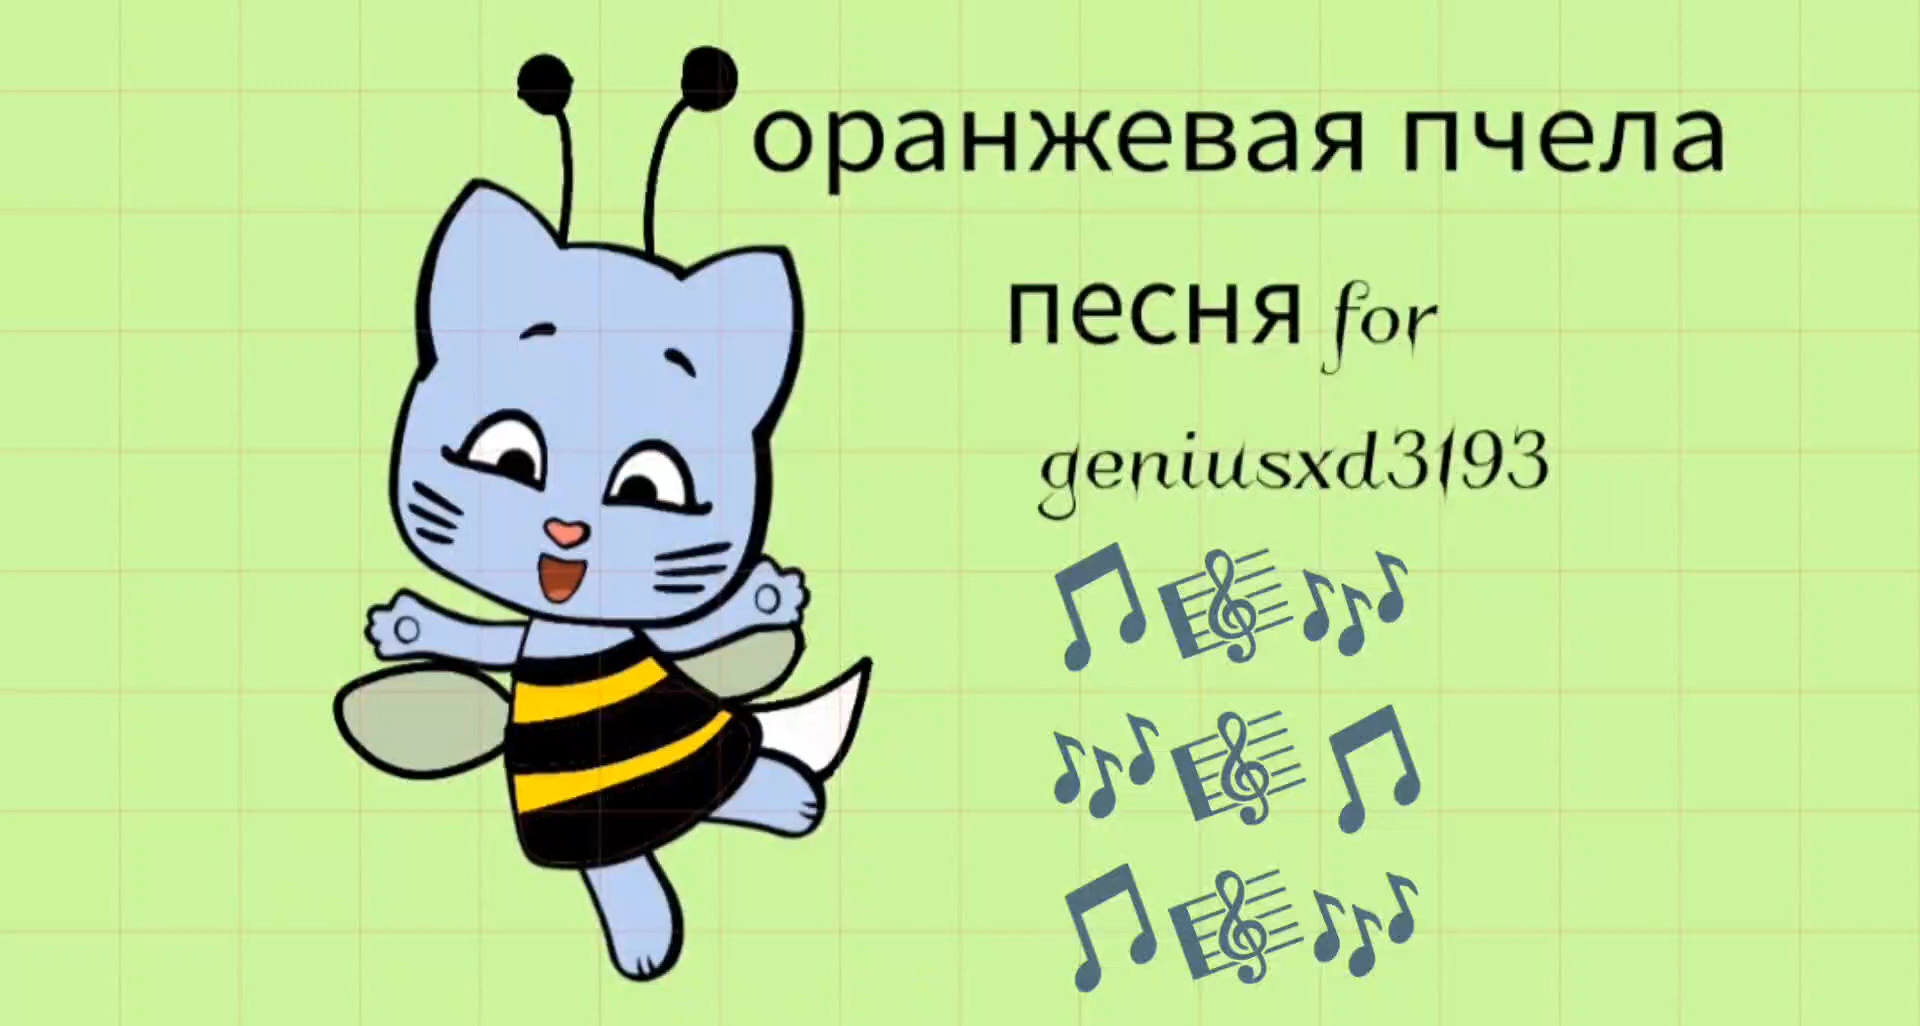 оранжевая пчела
песня for
geniusxd3193